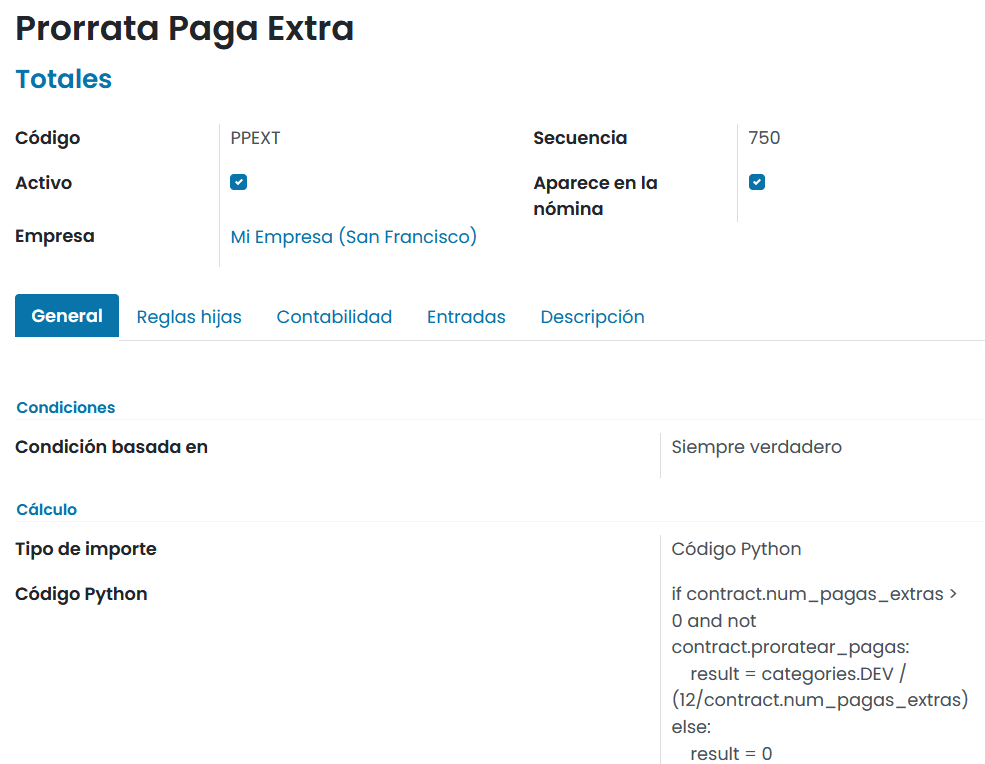 Prorrata Paga Extra
Totales
Código PPEXT Secuencia 750
Activo Aparece en la nómina
Empresa Mi Empresa (San Francisco)
General Reglas hijas Contabilidad Entradas Descripción
Condiciones
Condición basada en Siempre verdadero
Cálculo
Tipo de importe Código Python
Código Python if contract.num_pagas_extras >
0 and not
contract.proratear_pagas:
result = categories.DEV /
(12/contract.num_pagas_extras)
else:
result = 0